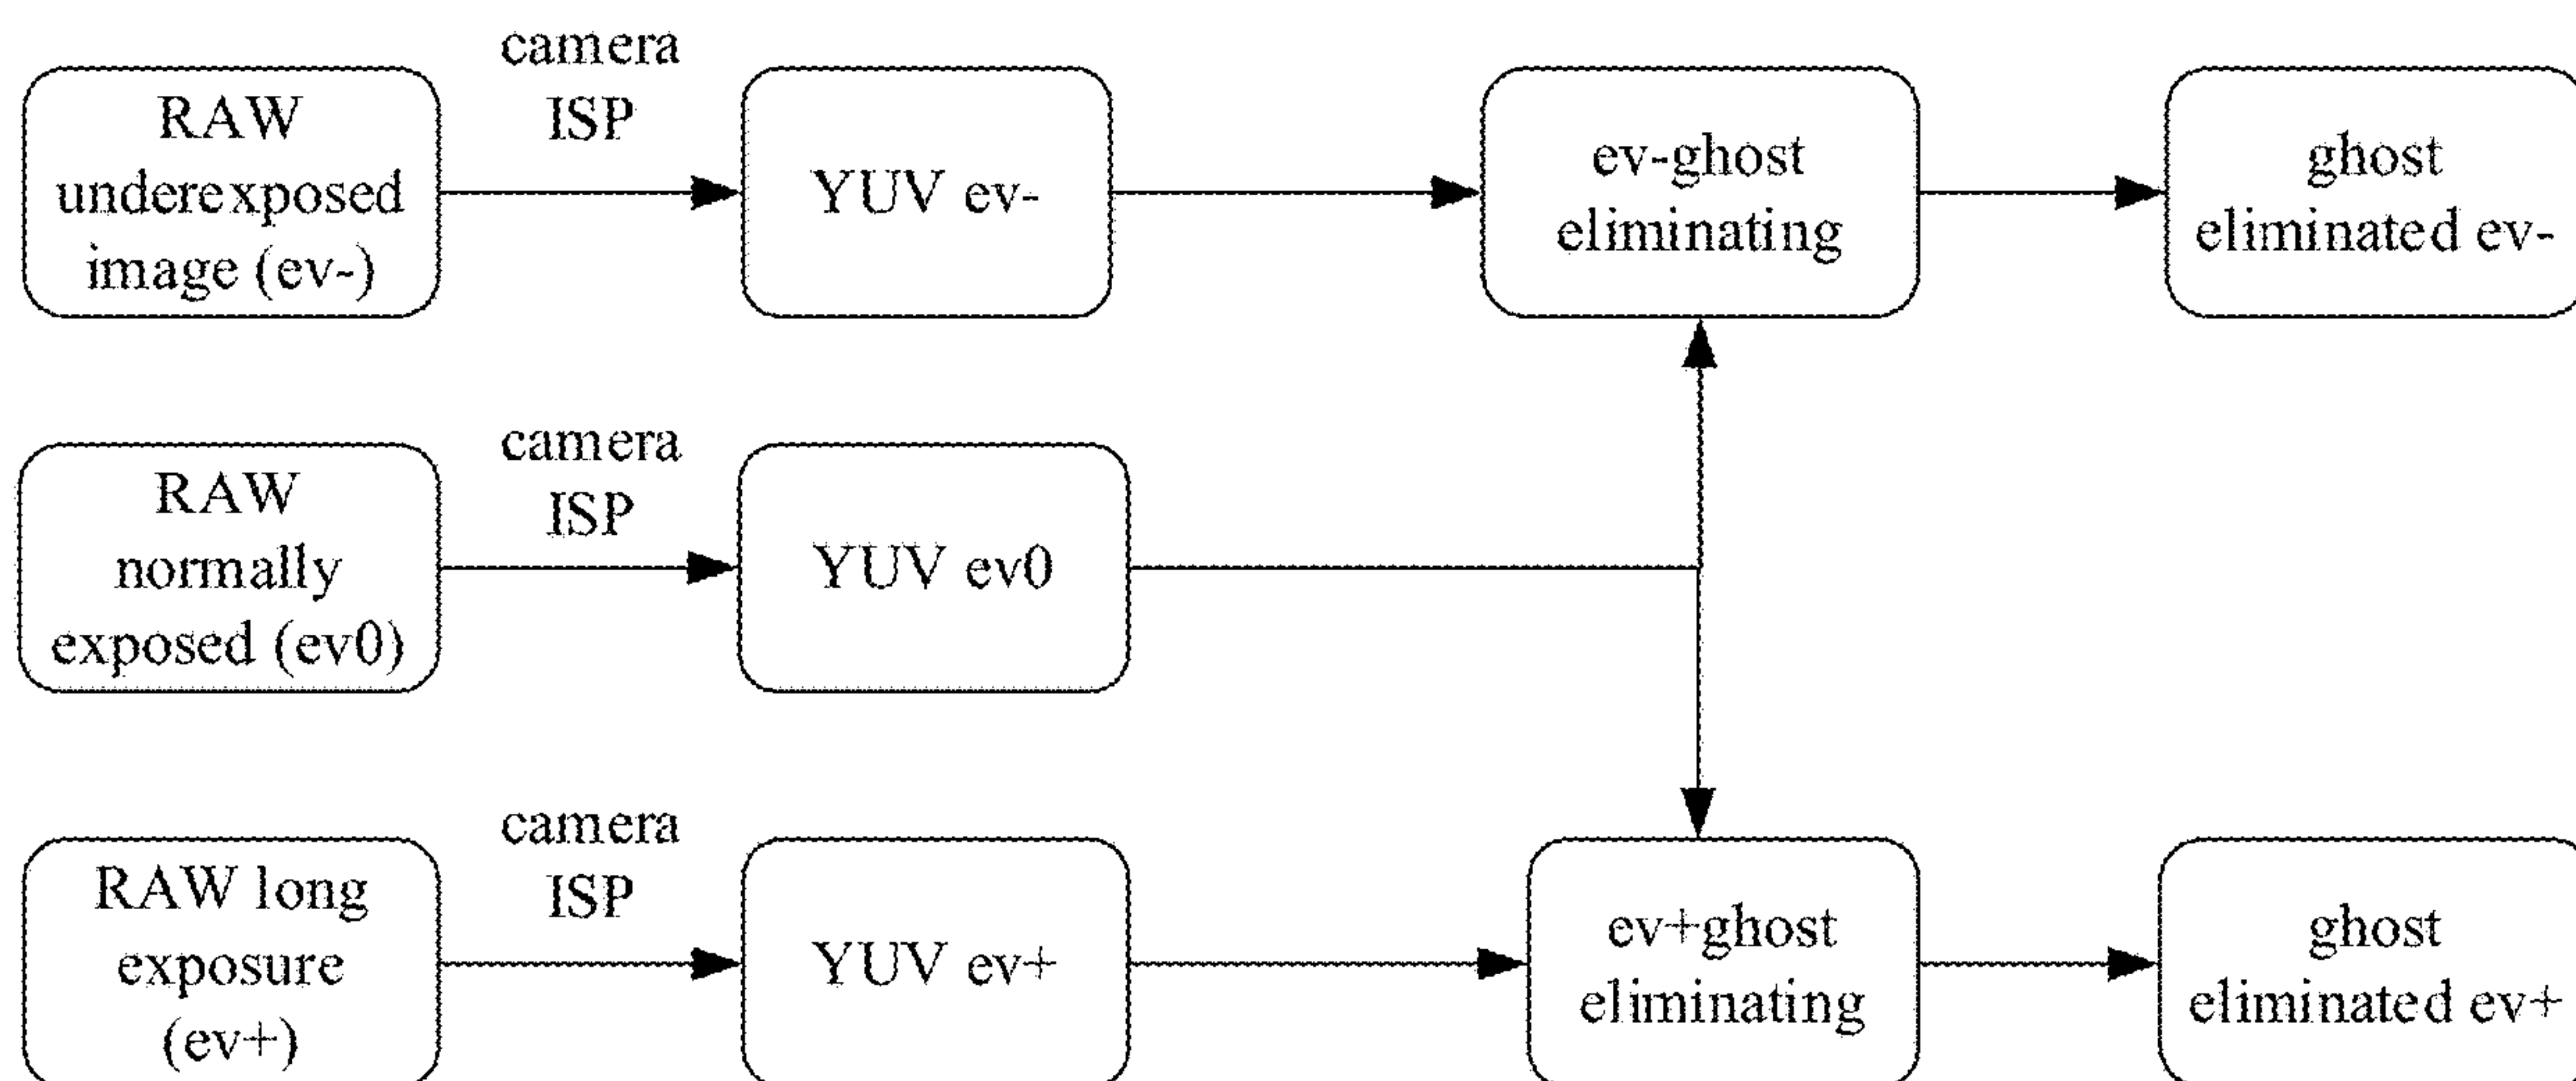 camera
ISP
RAW
underexposed
image (ev-)
YUV ev-
ev-ghost
eliminating
ghost
eliminated ev-
camera
ISP
RAW
normally
exposed (ev0)
YUV ev0
camera
ISP
RAW long
exposure
(ev+)
YUV ev+
ev+ghost
eliminating
ghost
eliminated ev+